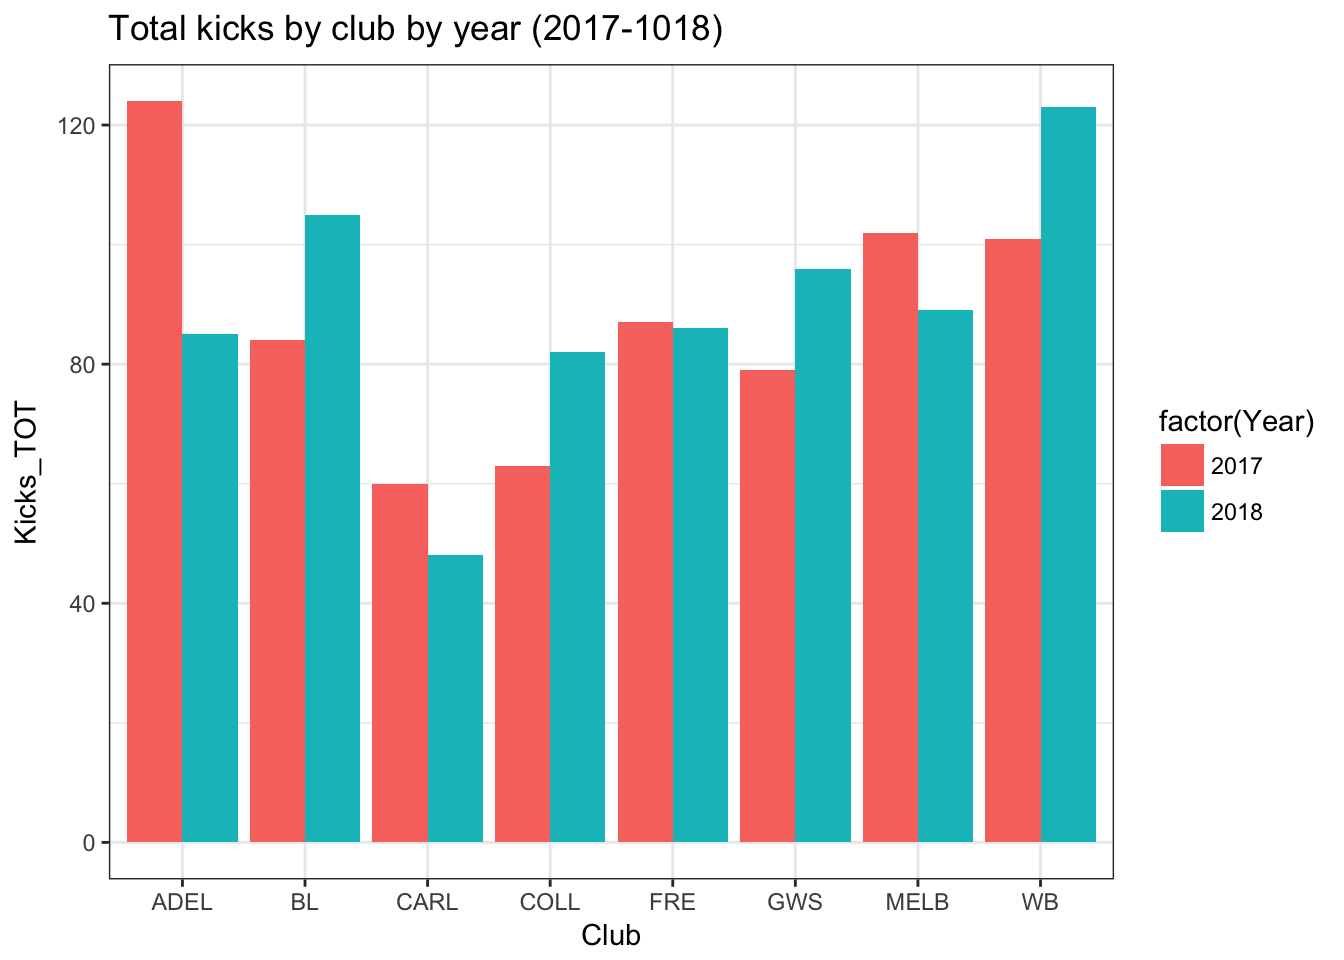 Total kicks by club by year (2017-1018)
Kicks_TOT
120
80
40
0
ADEL BL CARL COLL FRE GWS MELB WB
Club
factor(Year)
2017
2018